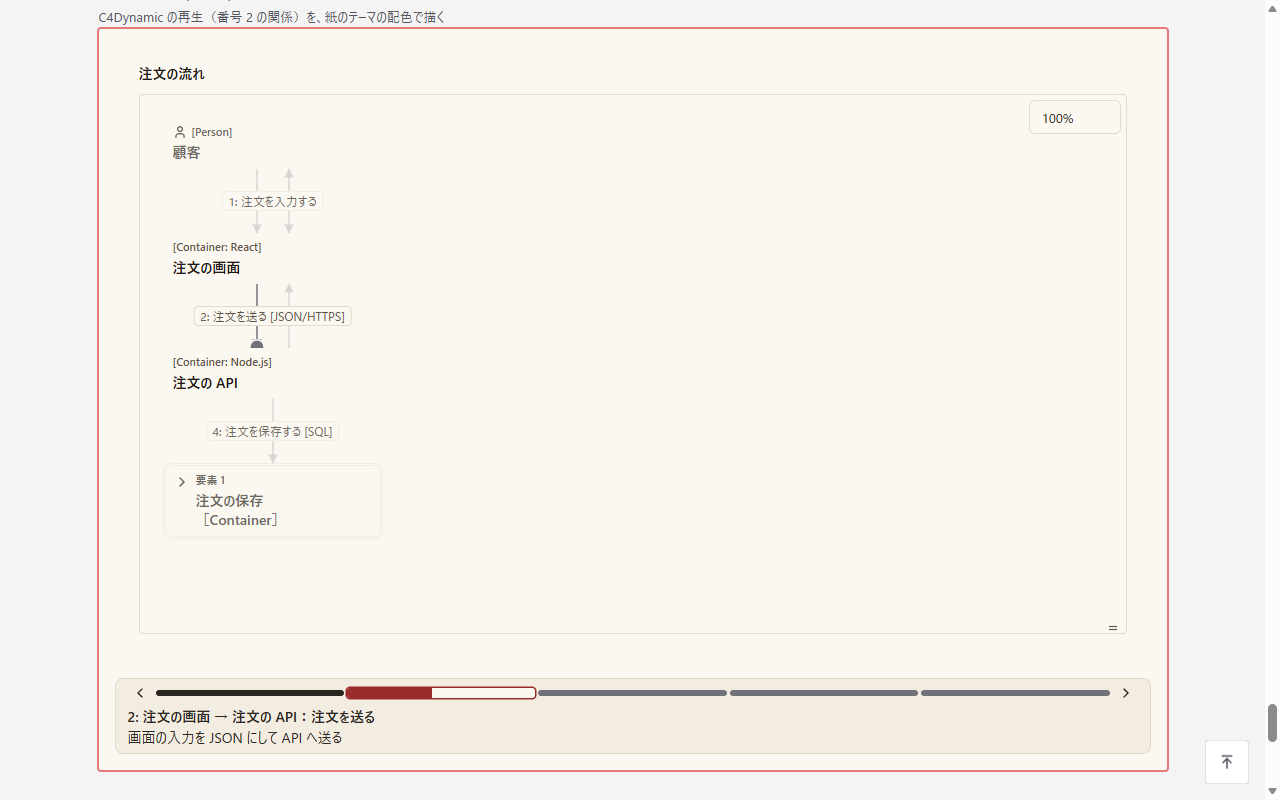 C4Dynamic の再生（番号 2 の関係）を、紙のテーマの配色で描く
注文の流れ
100%
[Person]
顧客
1: 注文を入力する
[Container: React]
注文の画面
2: 注文を送る [JSON/HTTPS]
[Container: Node.js]
注文の API
4: 注文を保存する [SQL]
要素 1
注文の保存
［Container］
2: 注文の画面 → 注文の API：注文を送る
画面の入力を JSON にして API へ送る